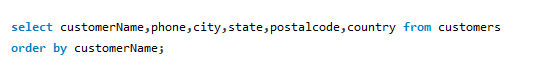 select customerName,phone,city,state,postalcode,country from customers
order by customerName;